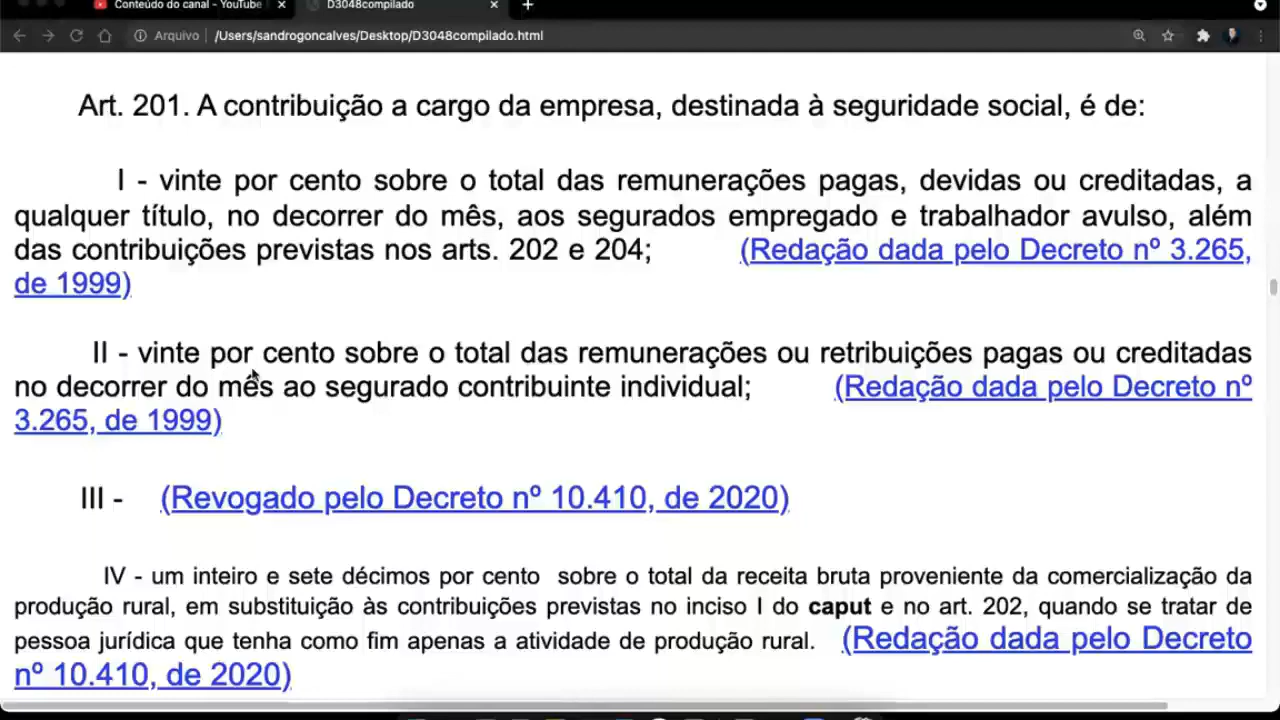 Conteúdo do canal - YouTube
D3048compilado
Arquivo /Users/sandrogoncalves/Desktop/D3048compilado.html
Art. 201. A contribuição a cargo da empresa, destinada à seguridade social, é de:
I - vinte por cento sobre o total das remunerações pagas, devidas ou creditadas, a
qualquer título, no decorrer do mês, aos segurados empregado e trabalhador avulso, além
das contribuições previstas nos arts. 202 e 204; (Redação dada pelo Decreto nº 3.265,
de 1999)
II - vinte por cento sobre o total das remunerações ou retribuições pagas ou creditadas
no decorrer do mês ao segurado contribuinte individual; (Redação dada pelo Decreto nº
3.265, de 1999)
III - (Revogado pelo Decreto nº 10.410, de 2020)
IV - um inteiro e sete décimos por cento sobre o total da receita bruta proveniente da comercialização da
produção rural, em substituição às contribuições previstas no inciso I do caput e no art. 202, quando se tratar de
pessoa jurídica que tenha como fim apenas a atividade de produção rural. (Redação dada pelo Decreto
nº 10.410, de 2020)